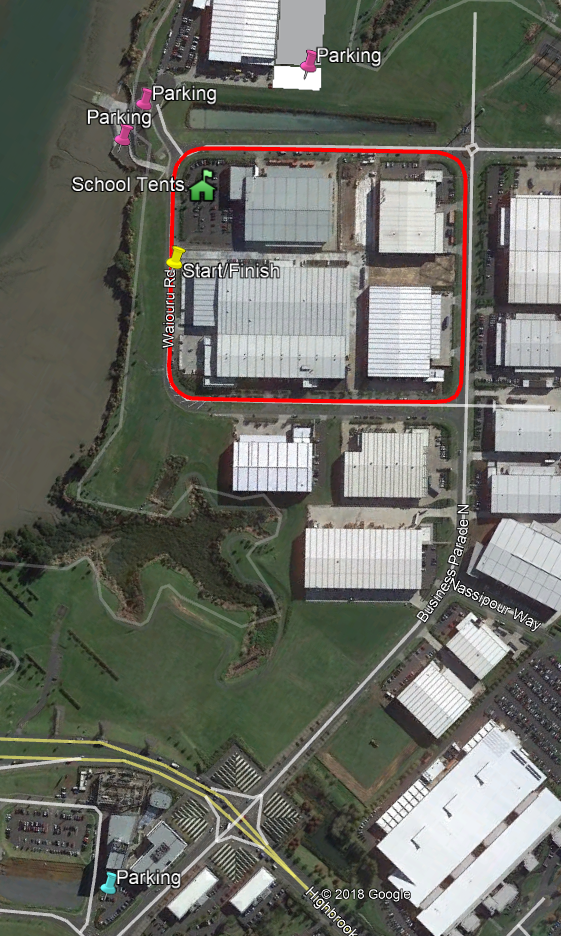 Parking
Parking
Parking
School Tents
Start/Finish
Waiouru Rd
Business Parade N
Nassipour Way
Parking
© 2018 Google
Highbrook